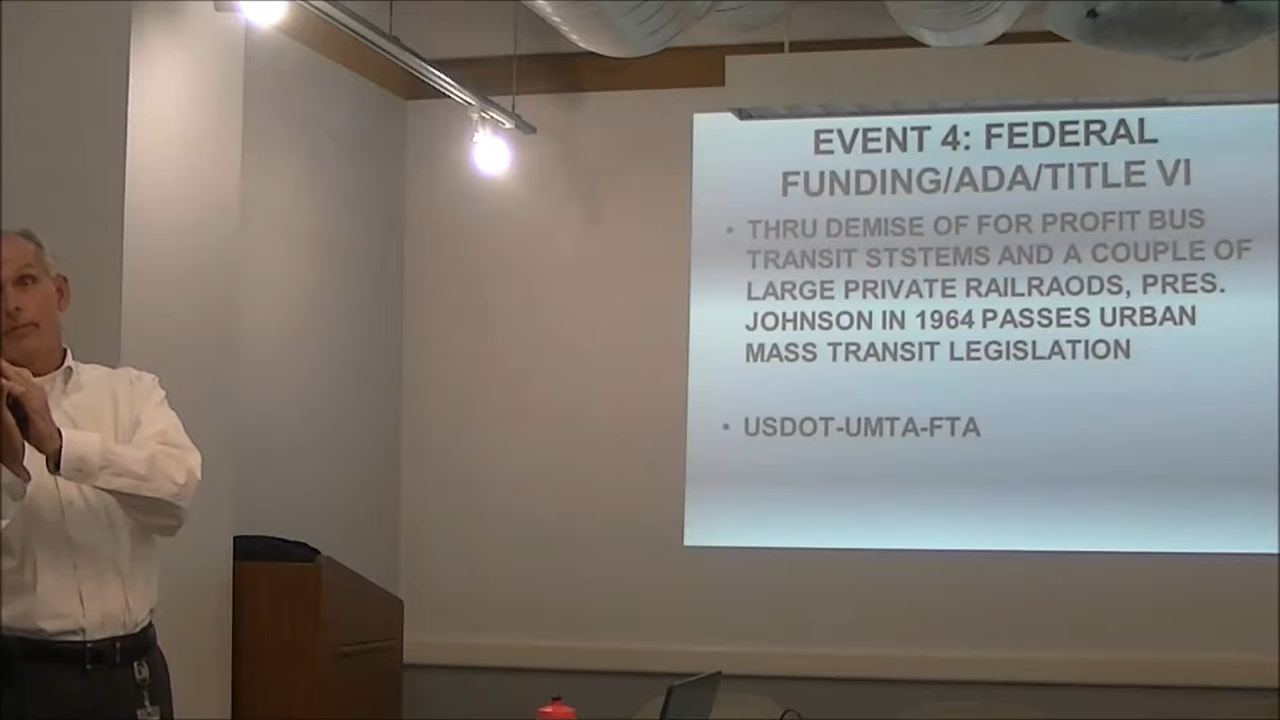 EVENT 4: FEDERAL
FUNDING/ADA/TITLE VI
• THRU DEMISE OF FOR PROFIT BUS
TRANSIT STSTEMS AND A COUPLE OF
LARGE PRIVATE RAILRAODS, PRES.
JOHNSON IN 1964 PASSES URBAN
MASS TRANSIT LEGISLATION
• USDOT-UMTA-FTA